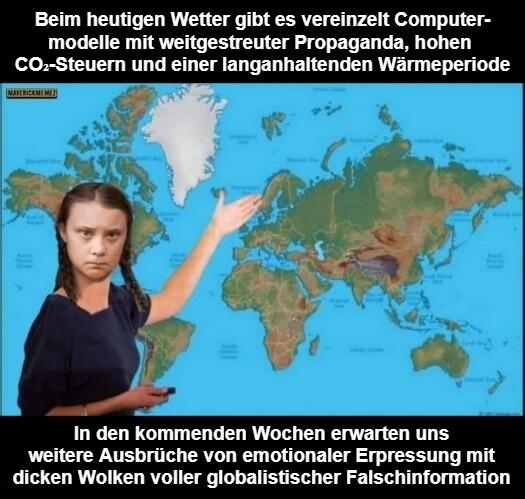 Beim heutigen Wetter gibt es vereinzelt Computer-
modelle mit weitgestreuter Propaganda, hohen
CO₂-Steuern und einer langanhaltenden Wärmeperiode
MAVERICKMEMEZ
In den kommenden Wochen erwarten uns
weitere Ausbrüche von emotionaler Erpressung mit
dicken Wolken voller globalistischer Falschinformation